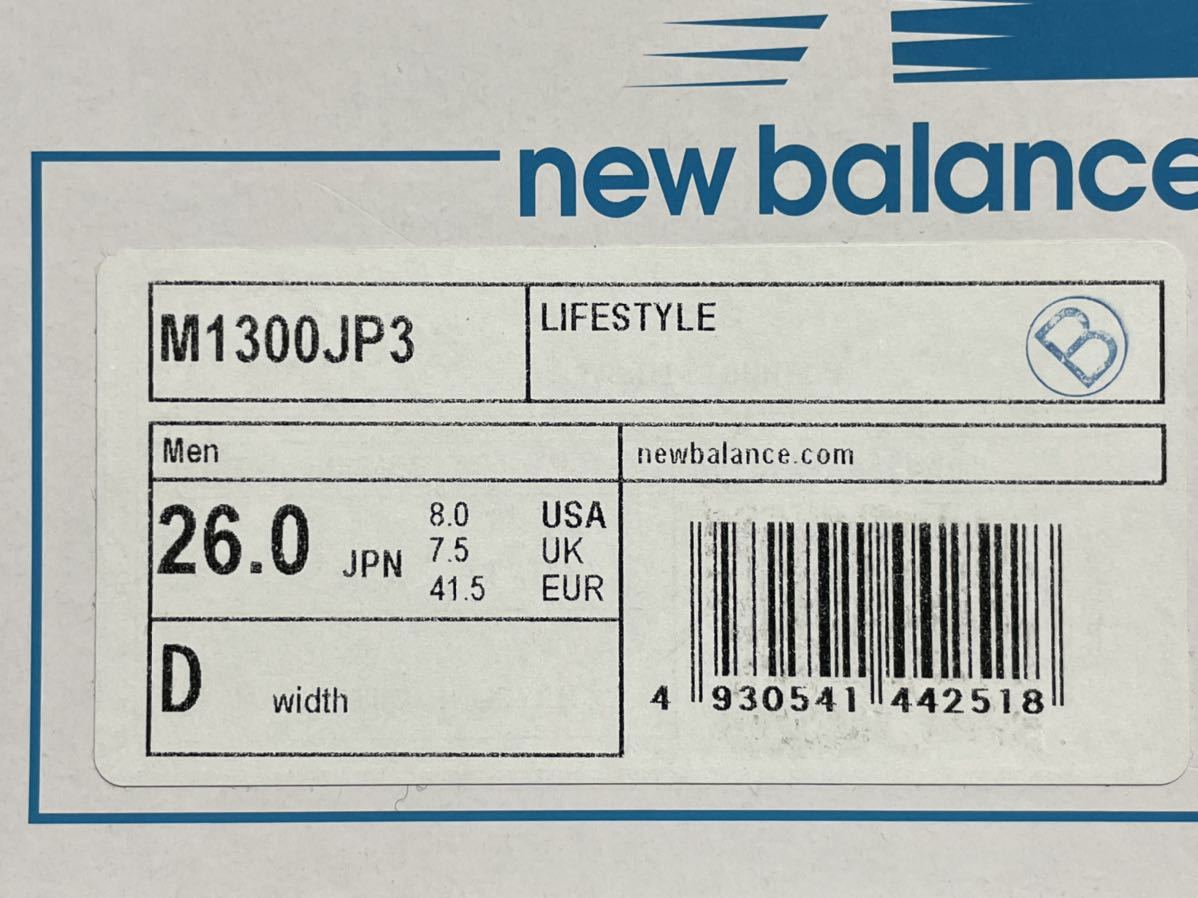 new balance
M1300JP3
LIFESTYLE
B
Men
newbalance.com
26.0 JPN
8.0 USA
7.5 UK
41.5 EUR
D width
4 930541 442518